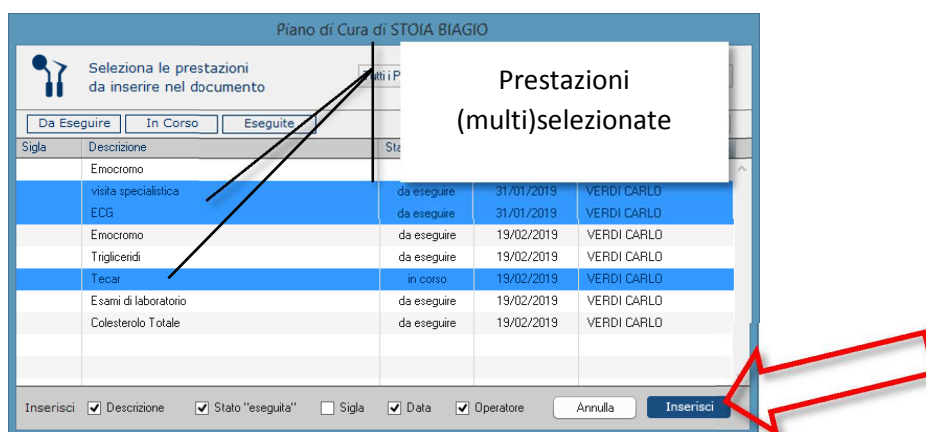 Piano di Cura di STOIA BIAGIO
Seleziona le prestazioni
da inserire nel documento
Tutti i P
Prestazioni
(multi)selezionate
Da Eseguire In Corso Eseguite
Sigla Descrizione Sta
Emocromo
visita specialistica da eseguire 31/01/2019 VERDI CARLO
ECG da eseguire 31/01/2019 VERDI CARLO
Emocromo da eseguire 19/02/2019 VERDI CARLO
Trigliceridi da eseguire 19/02/2019 VERDI CARLO
Tecar in corso 19/02/2019 VERDI CARLO
Esami di laboratorio da eseguire 19/02/2019 VERDI CARLO
Colesterolo Totale da eseguire 19/02/2019 VERDI CARLO
Inserisci Descrizione Stato "eseguita" Sigla Data Operatore Annulla Inserisci